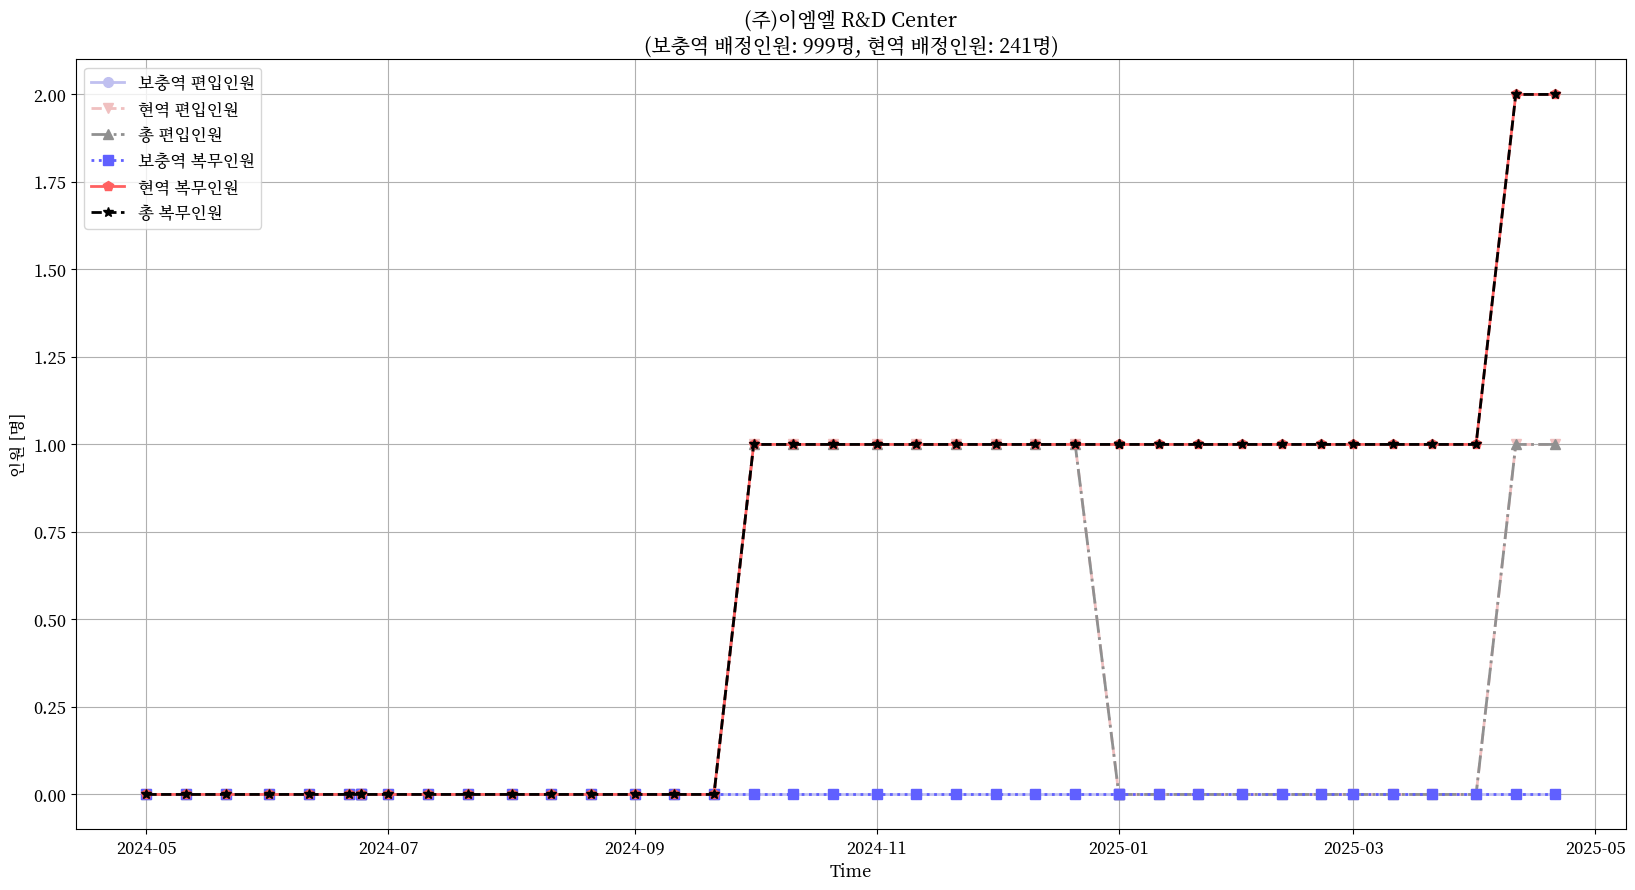 (주)이엠엘 R&D Center
(보충역 배정인원: 999명, 현역 배정인원: 241명)
보충역 편입인원
현역 편입인원
총 편입인원
보충역 복무인원
현역 복무인원
총 복무인원
2.00
1.75
1.50
1.25
1.00
0.75
0.50
0.25
0.00
인원 [명]
2024-05
2024-07
2024-09
2024-11
2025-01
2025-03
2025-05
Time